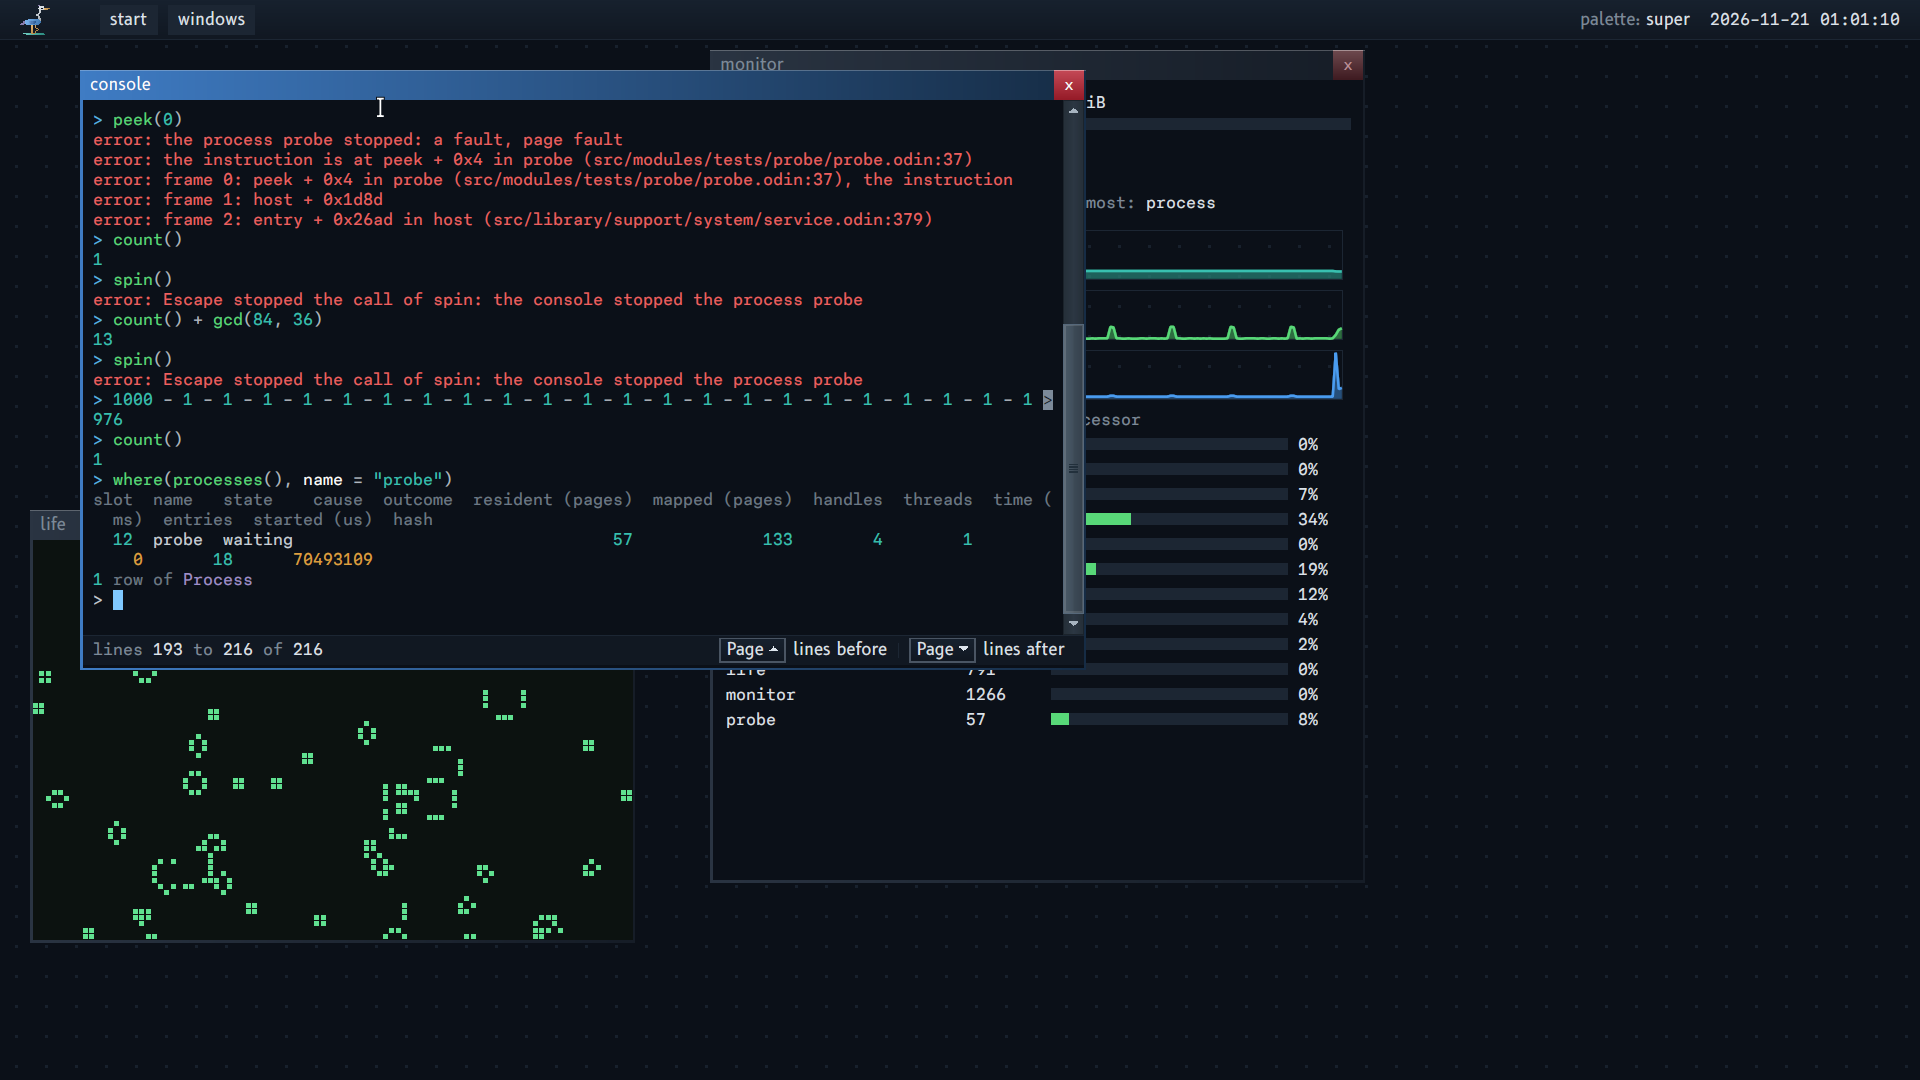 start windows palette: super 2026-11-21 01:01:10
monitor x
console x
> peek(0)
error: the process probe stopped: a fault, page fault
error: the instruction is at peek + 0x4 in probe (src/modules/tests/probe/probe.odin:37)
error: frame 0: peek + 0x4 in probe (src/modules/tests/probe/probe.odin:37), the instruction
error: frame 1: host + 0x1d8d
error: frame 2: entry + 0x26ad in host (src/library/support/system/service.odin:379)
> count()
1
> spin()
error: Escape stopped the call of spin: the console stopped the process probe
> count() + gcd(84, 36)
13
> spin()
error: Escape stopped the call of spin: the console stopped the process probe
> 1000 - 1 - 1 - 1 - 1 - 1 - 1 - 1 - 1 - 1 - 1 - 1 - 1 - 1 - 1 - 1 - 1 - 1 - 1 - 1 - 1 - 1 - 1 >
976
> count()
1
> where(processes(), name = "probe")
slot name state cause outcome resident (pages) mapped (pages) handles threads time (
ms) entries started (us) hash
12 probe waiting 57 133 4 1
0 18 70493109
1 row of Process
>
lines 193 to 216 of 216 Page lines before Page lines after
iB
most: process
cessor
0%
0%
7%
34%
0%
19%
12%
4%
2%
life 791 0%
monitor 1266 0%
probe 57 8%
life